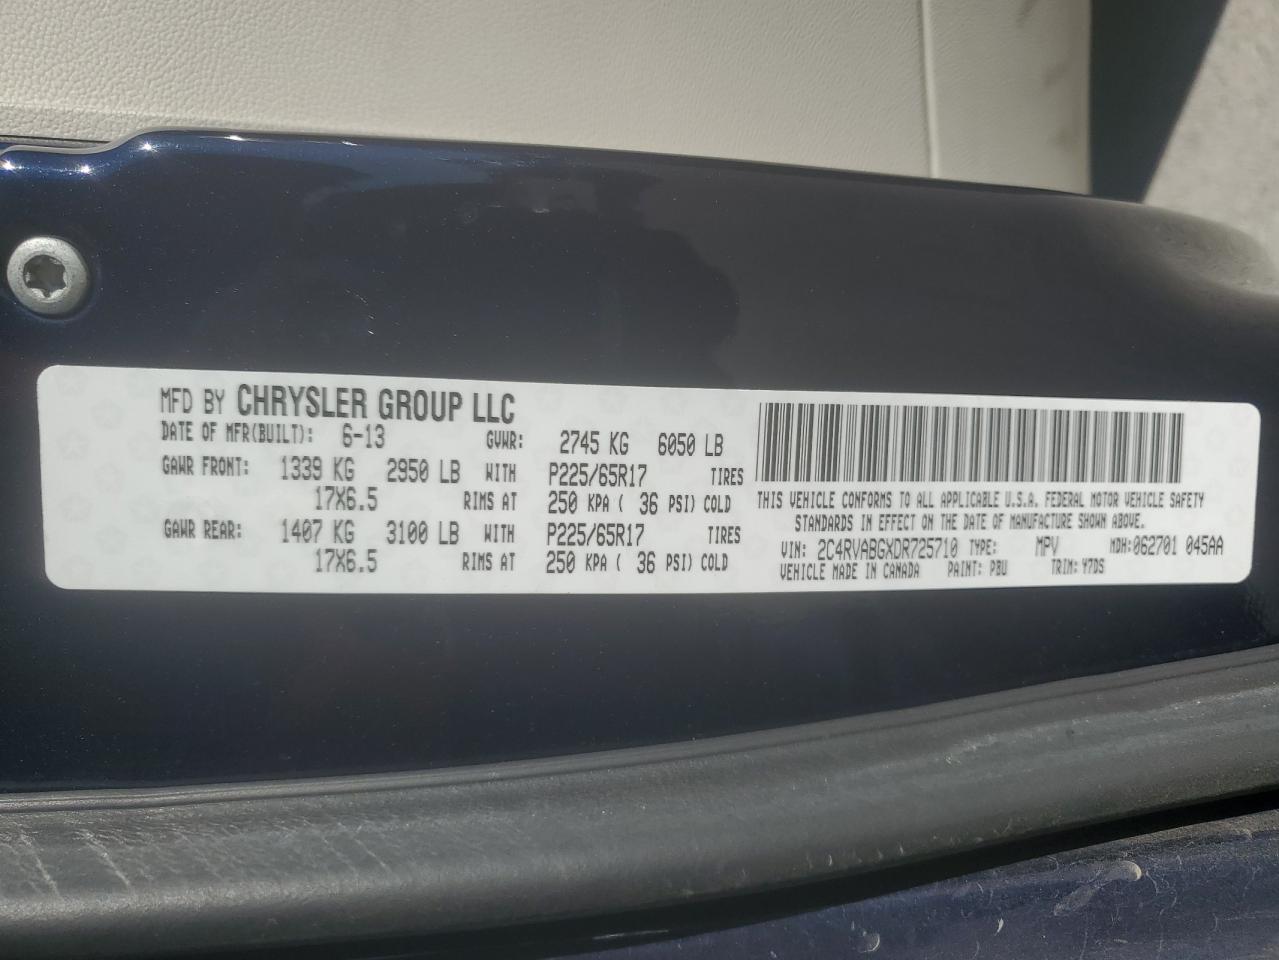 MFD BY CHRYSLER GROUP LLC
DATE OF MFR(BUILT): 6-13 GVWR: 2745 KG 6050 LB
GAWR FRONT: 1339 KG 2950 LB WITH P225/65R17 TIRES
17X6.5 RIMS AT 250 KPA ( 36 PSI) COLD
GAWR REAR: 1407 KG 3100 LB WITH P225/65R17 TIRES
17X6.5 RIMS AT 250 KPA ( 36 PSI) COLD
THIS VEHICLE CONFORMS TO ALL APPLICABLE U.S.A. FEDERAL MOTOR VEHICLE SAFETY
STANDARDS IN EFFECT ON THE DATE OF MANUFACTURE SHOWN ABOVE.
VIN: 2C4RVABGXDR725710 TYPE: MPV MDH:062701 045AA
VEHICLE MADE IN CANADA PAINT: PBU TRIM: Y7DS